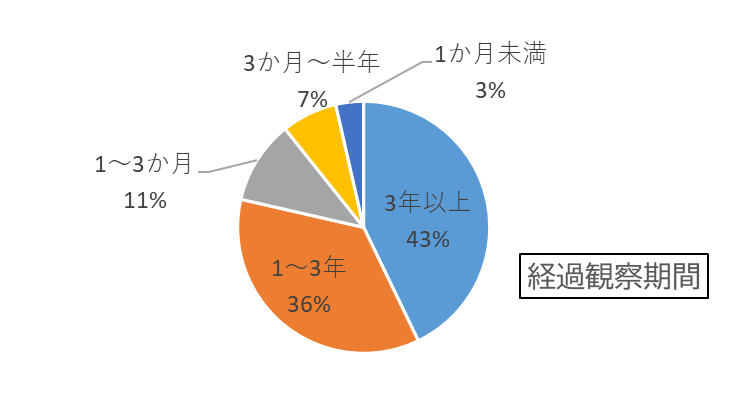 3か月～半年
7%
1か月未満
3%
1～3か月
11%
3年以上
43%
1～3年
36%
経過観察期間